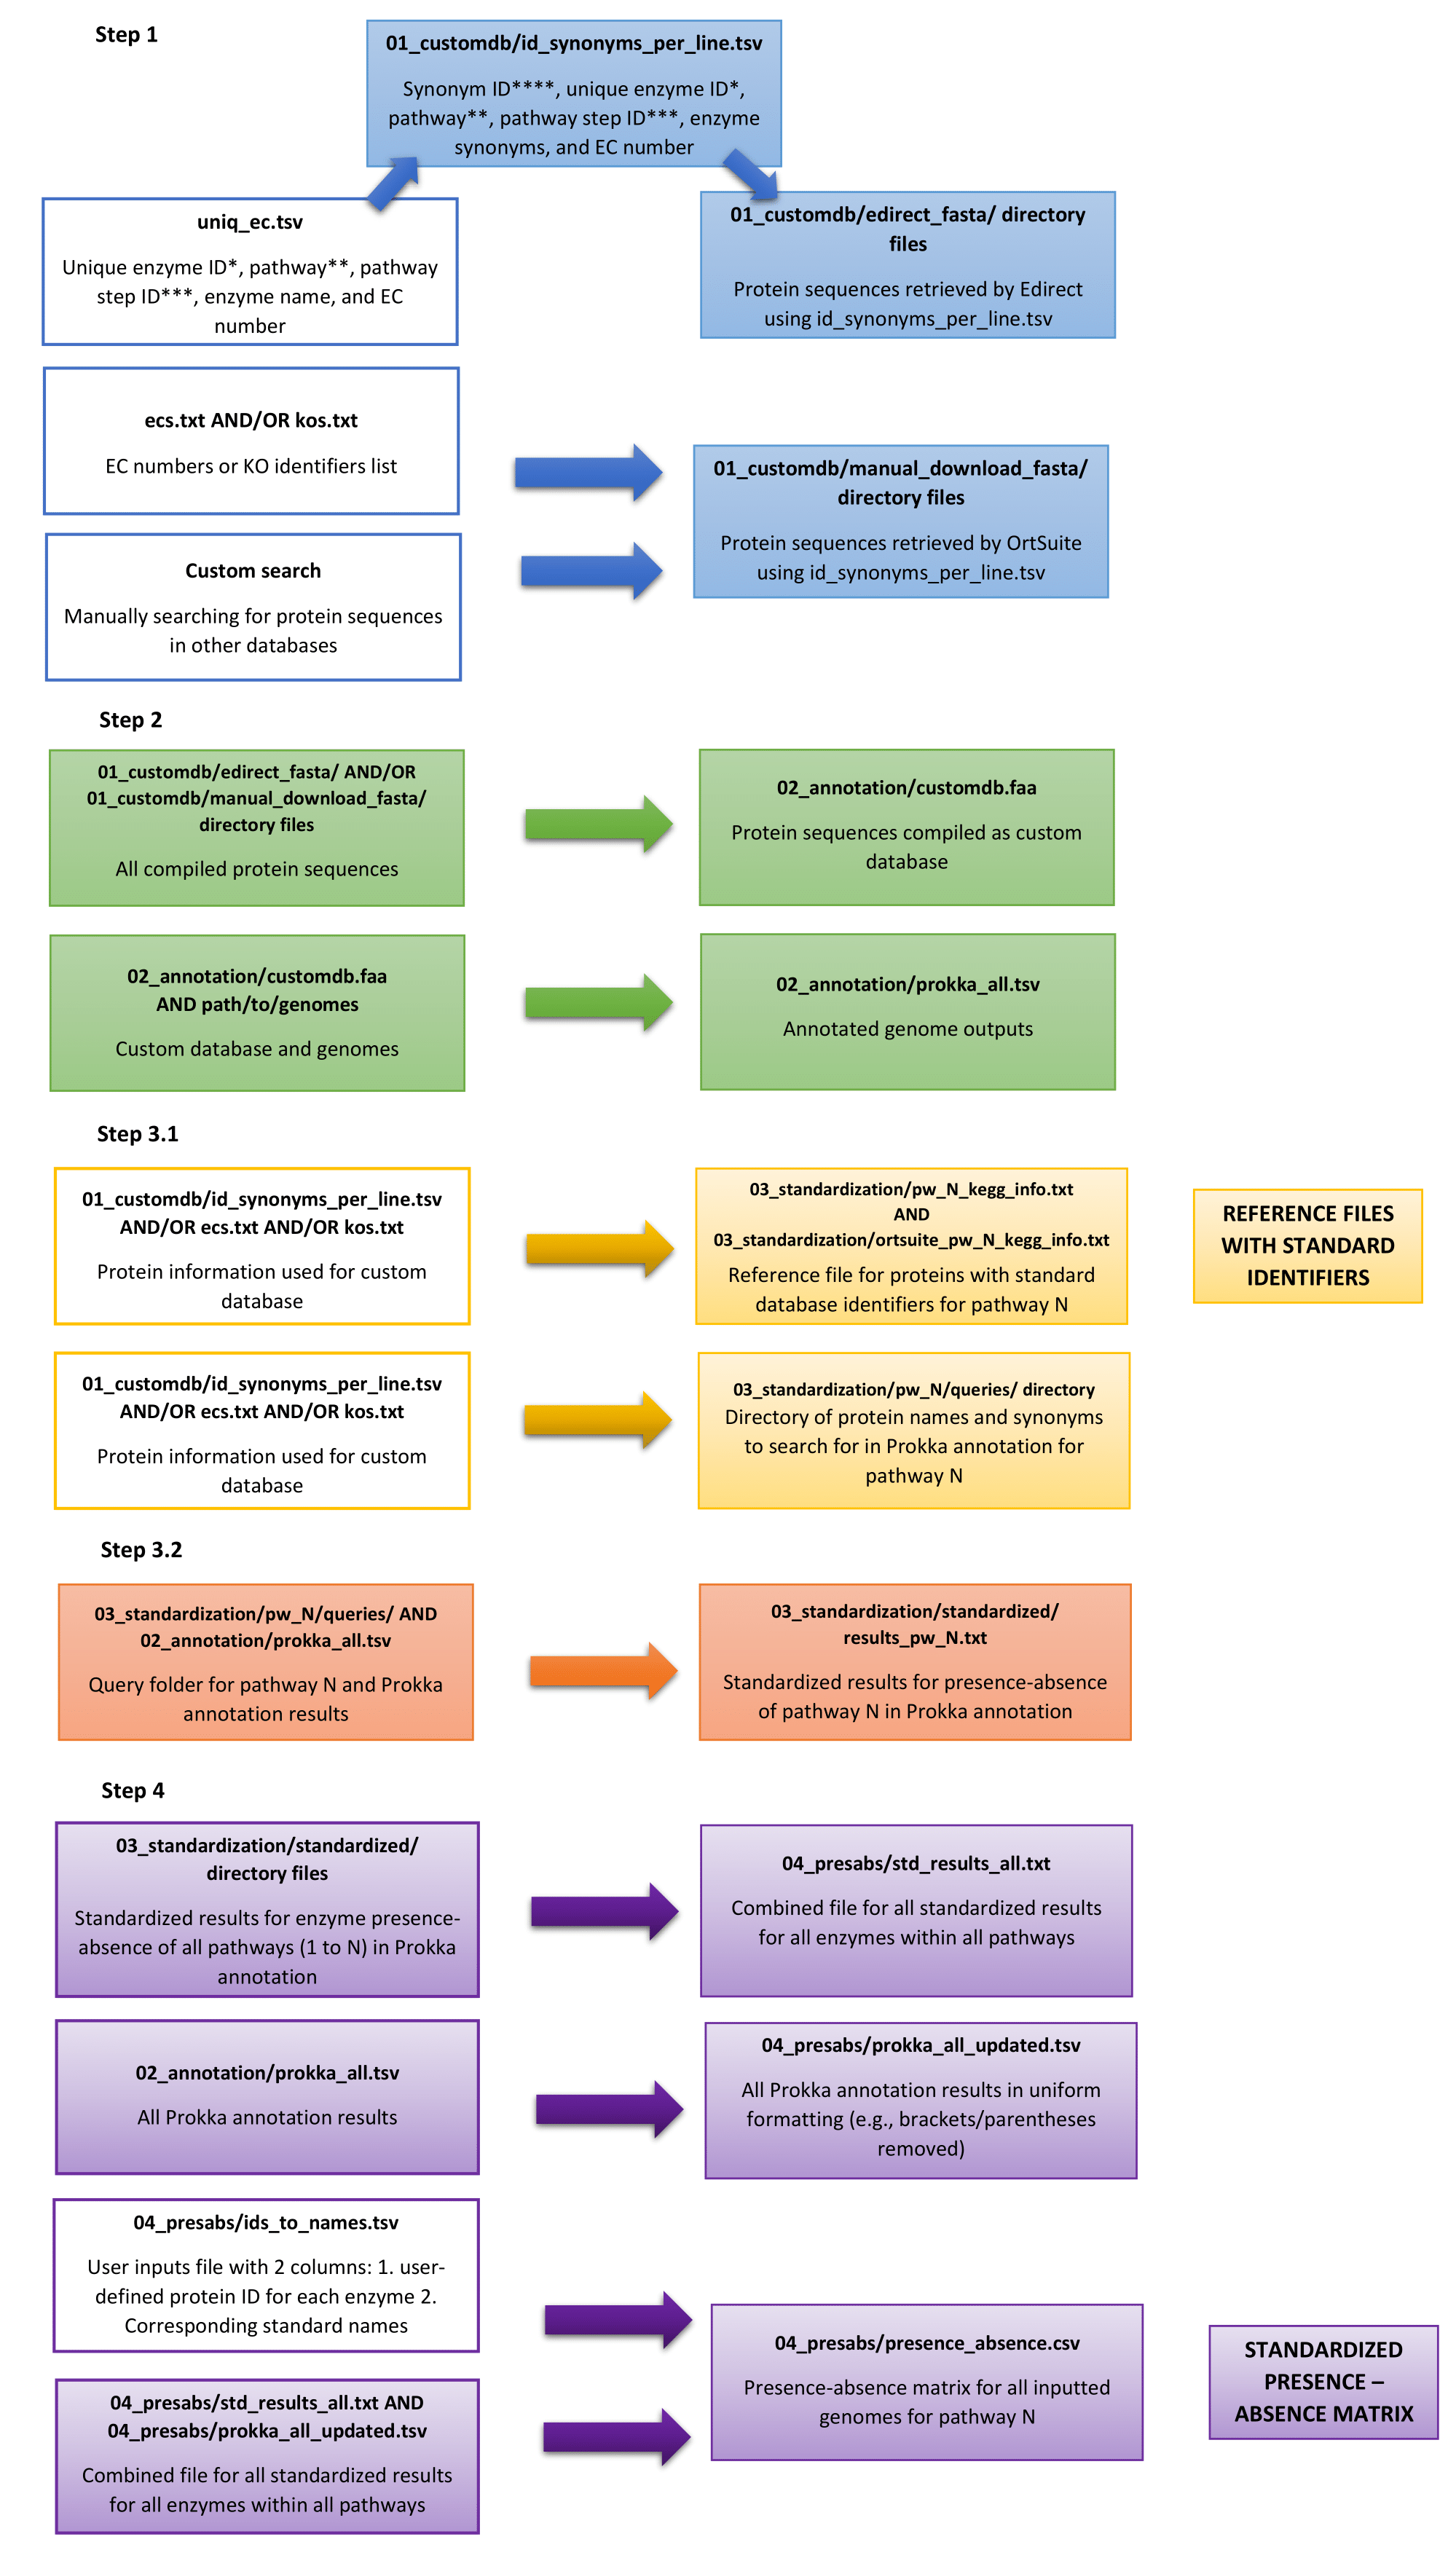 Step 1
01_customdb/id_synonyms_per_line.tsv
Synonym ID****, unique enzyme ID*,
pathway**, pathway step ID***, enzyme
synonyms, and EC number
uniq_ec.tsv
Unique enzyme ID*, pathway**, pathway
step ID***, enzyme name, and EC
number
01_customdb/edirect_fasta/ directory
files
Protein sequences retrieved by Edirect
using id_synonyms_per_line.tsv
ecs.txt AND/OR kos.txt
EC numbers or KO identifiers list
Custom search
Manually searching for protein sequences
in other databases
01_customdb/manual_download_fasta/
directory files
Protein sequences retrieved by OrtSuite
using id_synonyms_per_line.tsv
Step 2
01_customdb/edirect_fasta/ AND/OR
01_customdb/manual_download_fasta/
directory files
All compiled protein sequences
02_annotation/customdb.faa
Protein sequences compiled as custom
database
02_annotation/customdb.faa
AND path/to/genomes
Custom database and genomes
02_annotation/prokka_all.tsv
Annotated genome outputs
Step 3.1
01_customdb/id_synonyms_per_line.tsv
AND/OR ecs.txt AND/OR kos.txt
Protein information used for custom
database
03_standardization/pw_N_kegg_info.txt
AND
03_standardization/ortsuite_pw_N_kegg_info.txt
Reference file for proteins with standard
database identifiers for pathway N
REFERENCE FILES
WITH STANDARD
IDENTIFIERS
01_customdb/id_synonyms_per_line.tsv
AND/OR ecs.txt AND/OR kos.txt
Protein information used for custom
database
03_standardization/pw_N/queries/ directory
Directory of protein names and synonyms
to search for in Prokka annotation for
pathway N
Step 3.2
03_standardization/pw_N/queries/ AND
02_annotation/prokka_all.tsv
Query folder for pathway N and Prokka
annotation results
03_standardization/standardized/
results_pw_N.txt
Standardized results for presence-absence
of pathway N in Prokka annotation
Step 4
03_standardization/standardized/
directory files
Standardized results for enzyme presence-
absence of all pathways (1 to N) in Prokka
annotation
04_presabs/std_results_all.txt
Combined file for all standardized results
for all enzymes within all pathways
02_annotation/prokka_all.tsv
All Prokka annotation results
04_presabs/prokka_all_updated.tsv
All Prokka annotation results in uniform
formatting (e.g., brackets/parentheses
removed)
04_presabs/ids_to_names.tsv
User inputs file with 2 columns: 1. user-
defined protein ID for each enzyme 2.
Corresponding standard names
04_presabs/std_results_all.txt AND
04_presabs/prokka_all_updated.tsv
Combined file for all standardized results
for all enzymes within all pathways
04_presabs/presence_absence.csv
Presence-absence matrix for all inputted
genomes for pathway N
STANDARDIZED
PRESENCE –
ABSENCE MATRIX